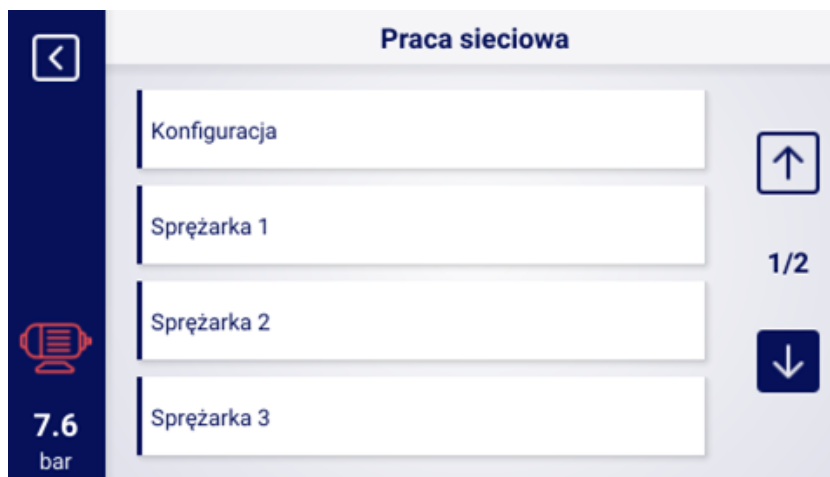 Praca sieciowa
Konfiguracja
Sprężarka 1
1/2
Sprężarka 2
Sprężarka 3
7.6
bar